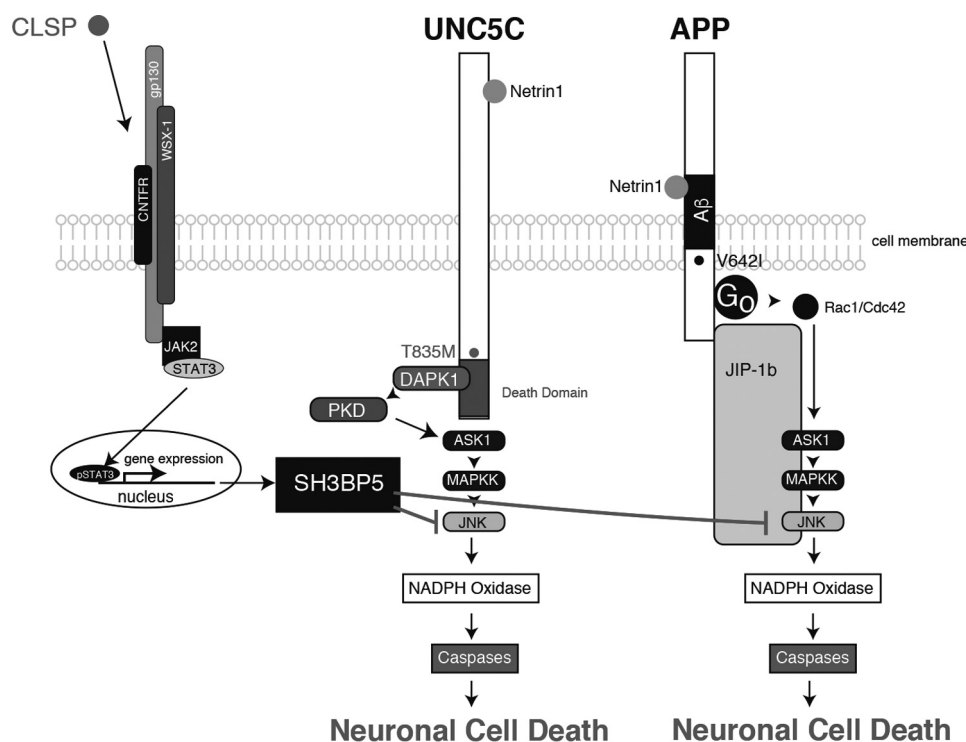 CLSP
UNC5C
APP
gp130
WSX-1
CNTFR
Netrin1
Netrin1
Aβ
cell membrane
V642I
Go
Rac1/Cdc42
JAK2
STAT3
T835M
DAPK1
Death Domain
JIP-1b
PKD
ASK1
ASK1
pSTAT3
gene expression
nucleus
SH3BP5
MAPKK
MAPKK
JNK
JNK
NADPH Oxidase
NADPH Oxidase
Caspases
Caspases
Neuronal Cell Death
Neuronal Cell Death